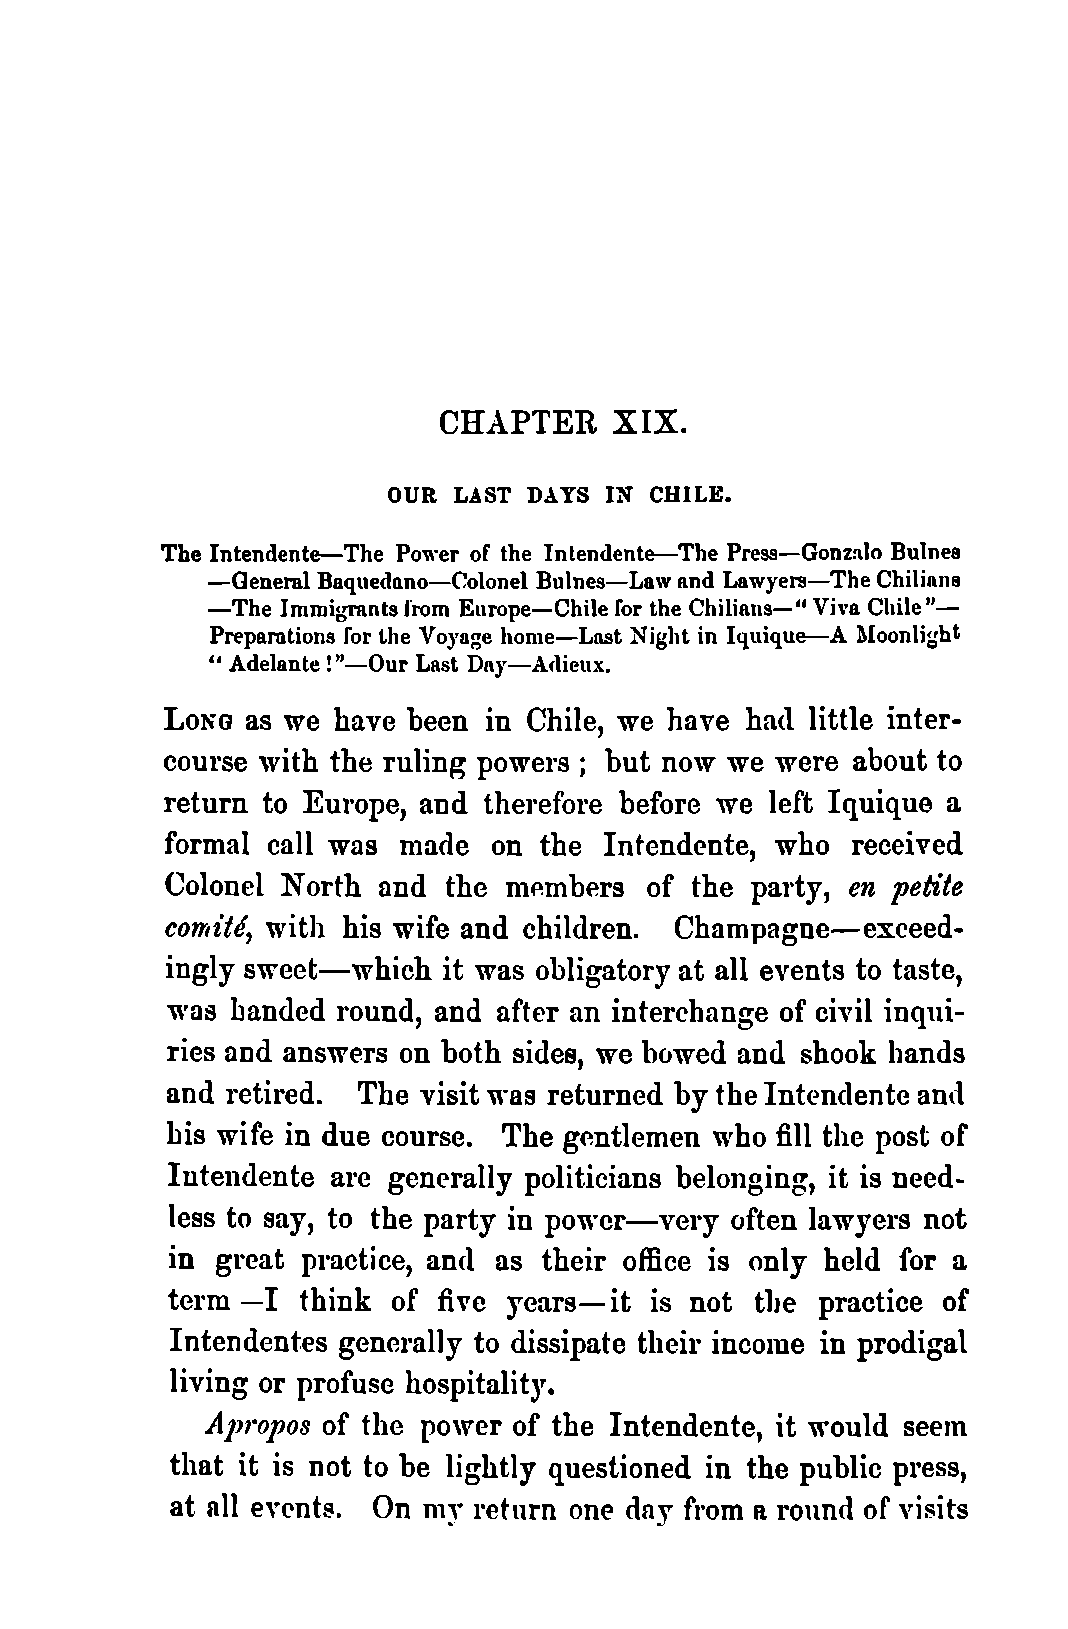 CHAPTER XIX.
OUR LAST DAYS IN CHILE.
The Intendente—The Power of the Intendente—The Press—Gonzalo Bulnes
—General Baquedano—Colonel Bulnes—Law and Lawyers—The Chilians
—The Immigrants from Europe—Chile for the Chilians—“ Viva Chile”—
Preparations for the Voyage home—Last Night in Iquique—A Moonlight
“ Adelante !”—Our Last Day—Adieux.
LONG as we have been in Chile, we have had little inter-
course with the ruling powers ; but now we were about to
return to Europe, and therefore before we left Iquique a
formal call was made on the Intendente, who received
Colonel North and the members of the party, en petite
comité, with his wife and children. Champagne—exceed-
ingly sweet—which it was obligatory at all events to taste,
was handed round, and after an interchange of civil inqui-
ries and answers on both sides, we bowed and shook hands
and retired. The visit was returned by the Intendente and
his wife in due course. The gentlemen who fill the post of
Intendente are generally politicians belonging, it is need-
less to say, to the party in power—very often lawyers not
in great practice, and as their office is only held for a
term —I think of five years—it is not the practice of
Intendentes generally to dissipate their income in prodigal
living or profuse hospitality.
Apropos of the power of the Intendente, it would seem
that it is not to be lightly questioned in the public press,
at all events. On my return one day from a round of visits